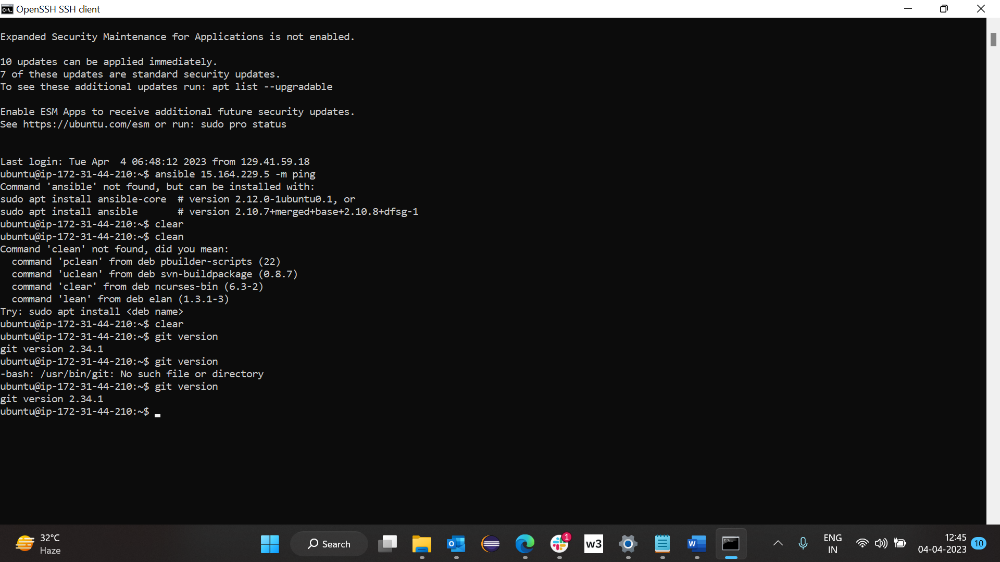 OpenSSH SSH client
Expanded Security Maintenance for Applications is not enabled.
10 updates can be applied immediately.
7 of these updates are standard security updates.
To see these additional updates run: apt list --upgradable
Enable ESM Apps to receive additional future security updates.
See https://ubuntu.com/esm or run: sudo pro status
Last login: Tue Apr  4 06:48:12 2023 from 129.41.59.18
ubuntu@ip-172-31-44-210:~$ ansible 15.164.229.5 -m ping
Command 'ansible' not found, but can be installed with:
sudo apt install ansible-core  # version 2.12.0-1ubuntu0.1, or
sudo apt install ansible       # version 2.10.7+merged+base+2.10.8+dfsg-1
ubuntu@ip-172-31-44-210:~$ clear
ubuntu@ip-172-31-44-210:~$ clean
Command 'clean' not found, did you mean:
  command 'pclean' from deb pbuilder-scripts (22)
  command 'uclean' from deb svn-buildpackage (0.8.7)
  command 'clear' from deb ncurses-bin (6.3-2)
  command 'lean' from deb elan (1.3.1-3)
Try: sudo apt install <deb name>
ubuntu@ip-172-31-44-210:~$ clear
ubuntu@ip-172-31-44-210:~$ git version
git version 2.34.1
ubuntu@ip-172-31-44-210:~$ git version
-bash: /usr/bin/git: No such file or directory
ubuntu@ip-172-31-44-210:~$ git version
git version 2.34.1
ubuntu@ip-172-31-44-210:~$
32°C
Haze
Search
1
w3
ENG
IN
12:45
04-04-2023
10